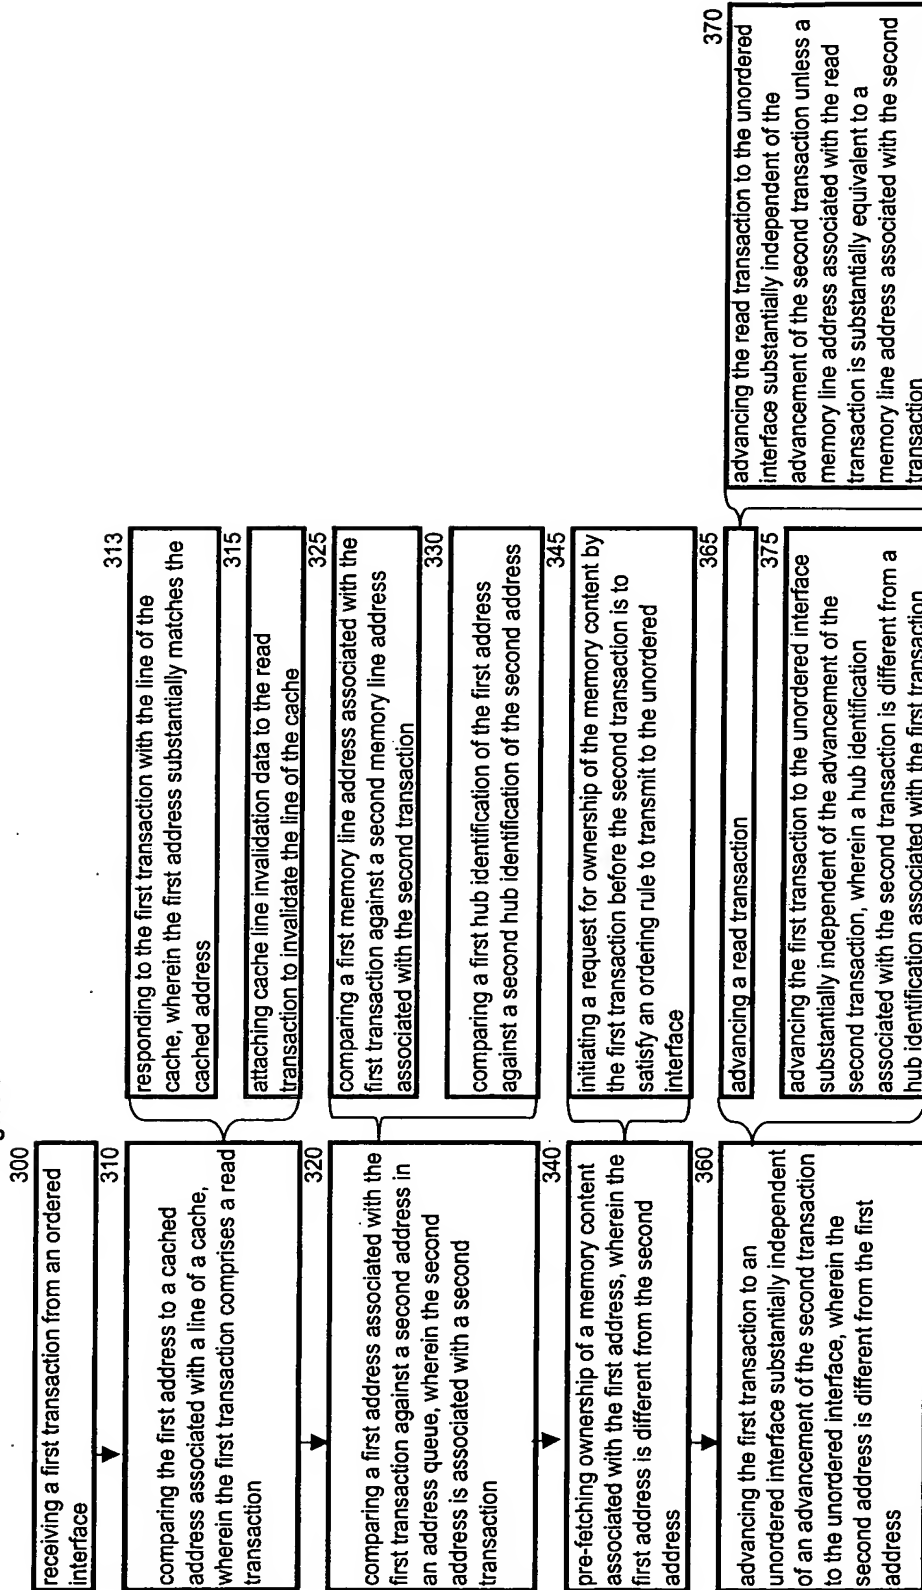 300
receiving a first transaction from an ordered
interface
310
comparing the first address to a cached
address associated with a line of a cache,
wherein the first transaction comprises a read
transaction
313
responding to the first transaction with the line of the
cache, wherein the first address substantially matches the
cached address
315
attaching cache line invalidation data to the read
transaction to invalidate the line of the cache
320
comparing a first address associated with the
first transaction against a second address in
an address queue, wherein the second
address is associated with a second
transaction
325
comparing a first memory line address associated with the
first transaction against a second memory line address
associated with the second transaction
330
comparing a first hub identification of the first address
against a second hub identification of the second address
340
pre-fetching ownership of a memory content
associated with the first address, wherein the
first address is different from the second
address
345
initiating a request for ownership of the memory content by
the first transaction before the second transaction is to
satisfy an ordering rule to transmit to the unordered
interface
360
advancing the first transaction to an
unordered interface substantially independent
of an advancement of the second transaction
to the unordered interface, wherein the
second address is different from the first
address
365
advancing a read transaction
370
advancing the read transaction to the unordered
interface substantially independent of the
advancement of the second transaction unless a
memory line address associated with the read
transaction is substantially equivalent to a
memory line address associated with the second
transaction
375
advancing the first transaction to the unordered interface
substantially independent of the advancement of the
second transaction, wherein a hub identification
associated with the second transaction is different from a
hub identification associated with the first transaction